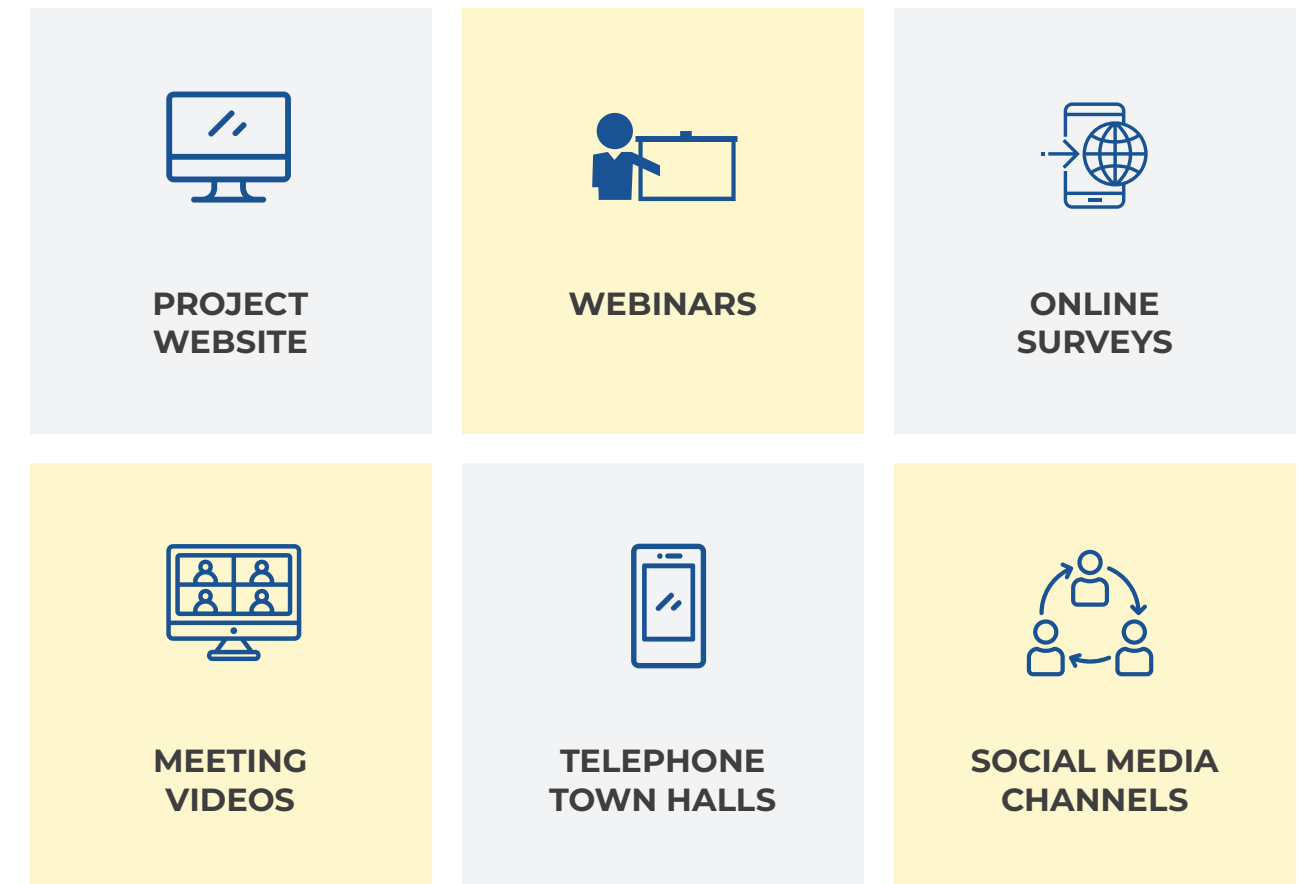 PROJECT
WEBSITE
WEBINARS
ONLINE
SURVEYS
MEETING
VIDEOS
TELEPHONE
TOWN HALLS
SOCIAL MEDIA
CHANNELS